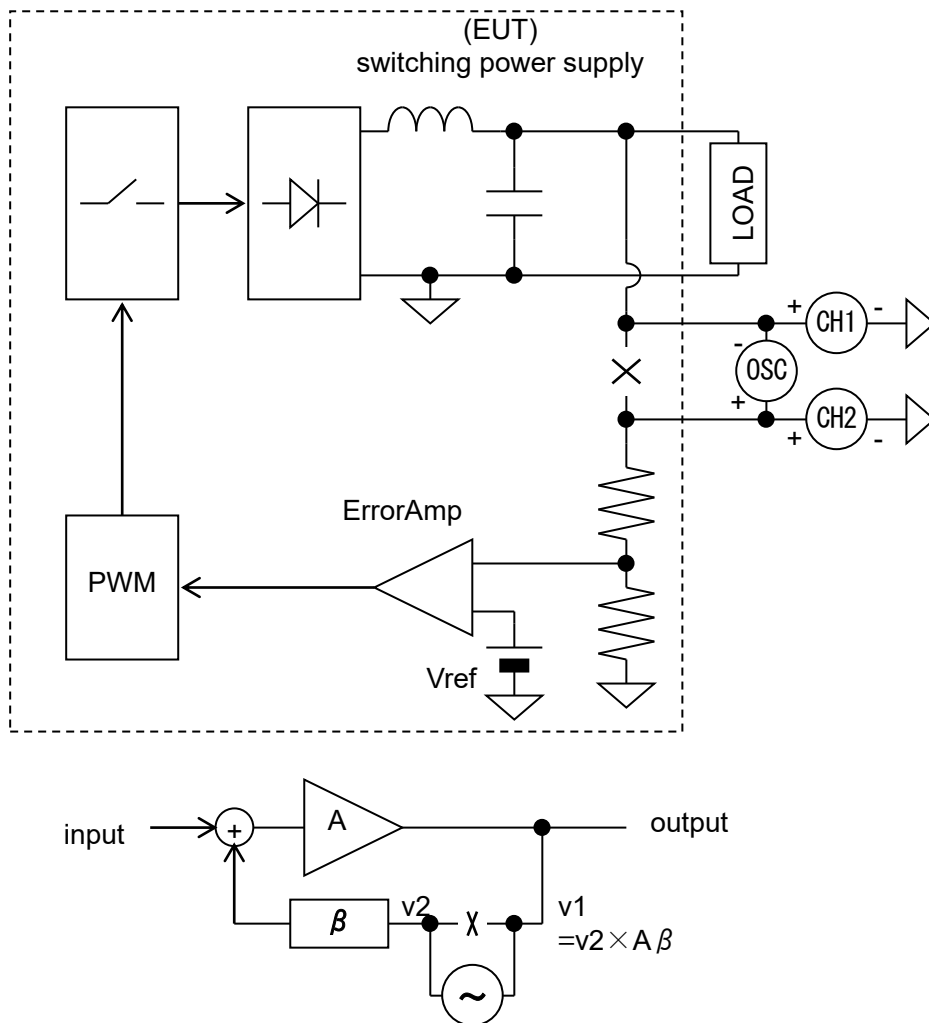 (EUT)
switching power supply
LOAD
+ CH1 -
-
OSC
+
+ CH2 -
ErrorAmp
PWM
Vref
A
input
+
output
β
v2
v1
=v2×Aβ
~